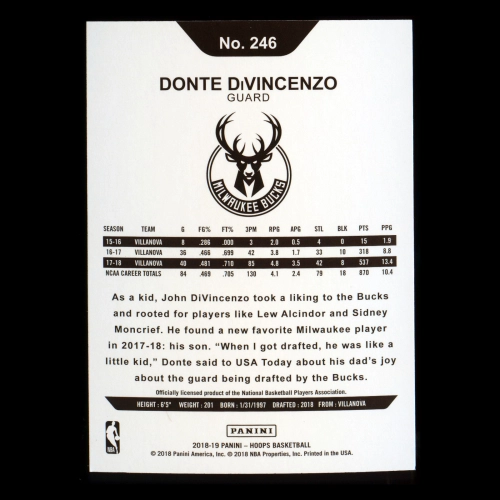 No. 246
DONTE DiVINCENZO
GUARD
MILWAUKEE BUCKS
SEASON TEAM G FG% FT% 3PM RPG APG STL BLK PTS PPG
15-16 VILLANOVA 8 .286 .000 3 2.0 0.5 4 0 15 1.9
16-17 VILLANOVA 36 .466 .699 42 3.8 1.7 33 10 318 8.8
17-18 VILLANOVA 40 .481 .710 85 4.8 3.5 42 8 537 13.4
NCAA CAREER TOTALS 84 .469 .705 130 4.1 2.4 79 18 870 10.4
As a kid, John DiVincenzo took a liking to the Bucks
and rooted for players like Lew Alcindor and Sidney
Moncrief. He found a new favorite Milwaukee player
in 2017-18: his son. “When I got drafted, he was like a
little kid,” Donte said to USA Today about his dad’s joy
about the guard being drafted by the Bucks.
Officially licensed product of the National Basketball Players Association.
HEIGHT: 6'5" WEIGHT: 201 BORN: 1/31/1997 DRAFTED: 2018 FROM: VILLANOVA
NBA
PANINI
2018-19 PANINI – HOOPS BASKETBALL
© 2018 Panini America, Inc. © 2018 NBA Properties, Inc. Printed in the USA.